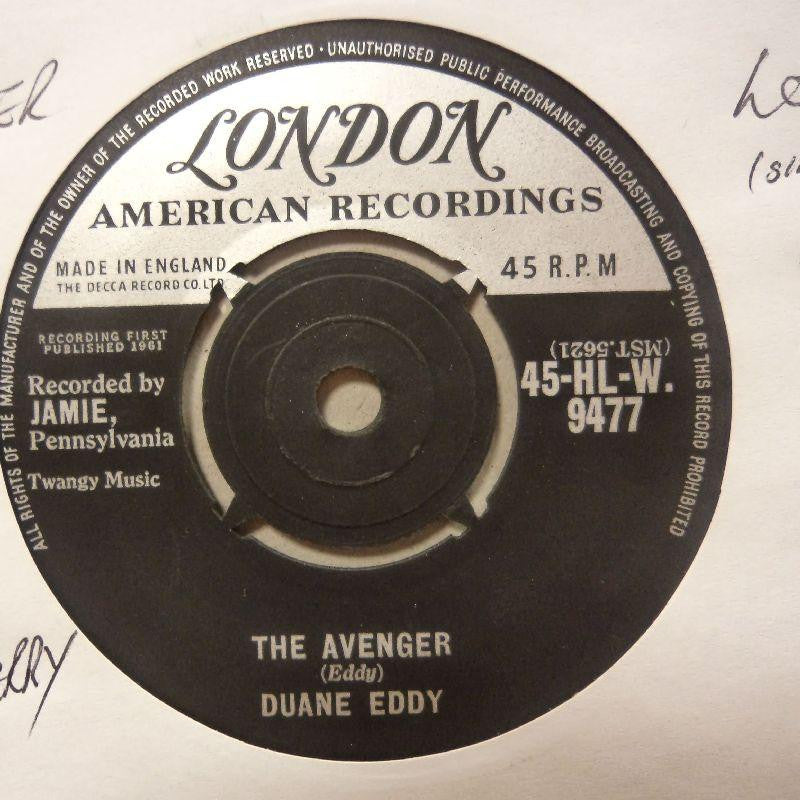 ALL RIGHTS OF THE MANUFACTURER AND OF THE OWNER OF THE RECORDED WORK RESERVED · UNAUTHORISED PUBLIC PERFORMANCE BROADCASTING AND COPYING OF THIS RECORD PROHIBITED
LONDON
AMERICAN RECORDINGS
MADE IN ENGLAND
THE DECCA RECORD CO. LTD
45 R.P.M
RECORDING FIRST
PUBLISHED 1961
Recorded by
JAMIE,
Pennsylvania
Twangy Music
(MST.5621)
45-HL-W.
9477
THE AVENGER
(Eddy)
DUANE EDDY